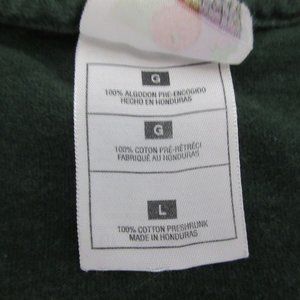 G
100% ALGODON PRE-ENCOGIDO
HECHO EN HONDURAS
G
100% COTON PRÉ-RÉTRÉCI
FABRIQUÉ AU HONDURAS
L
100% COTTON PRESHRUNK
MADE IN HONDURAS